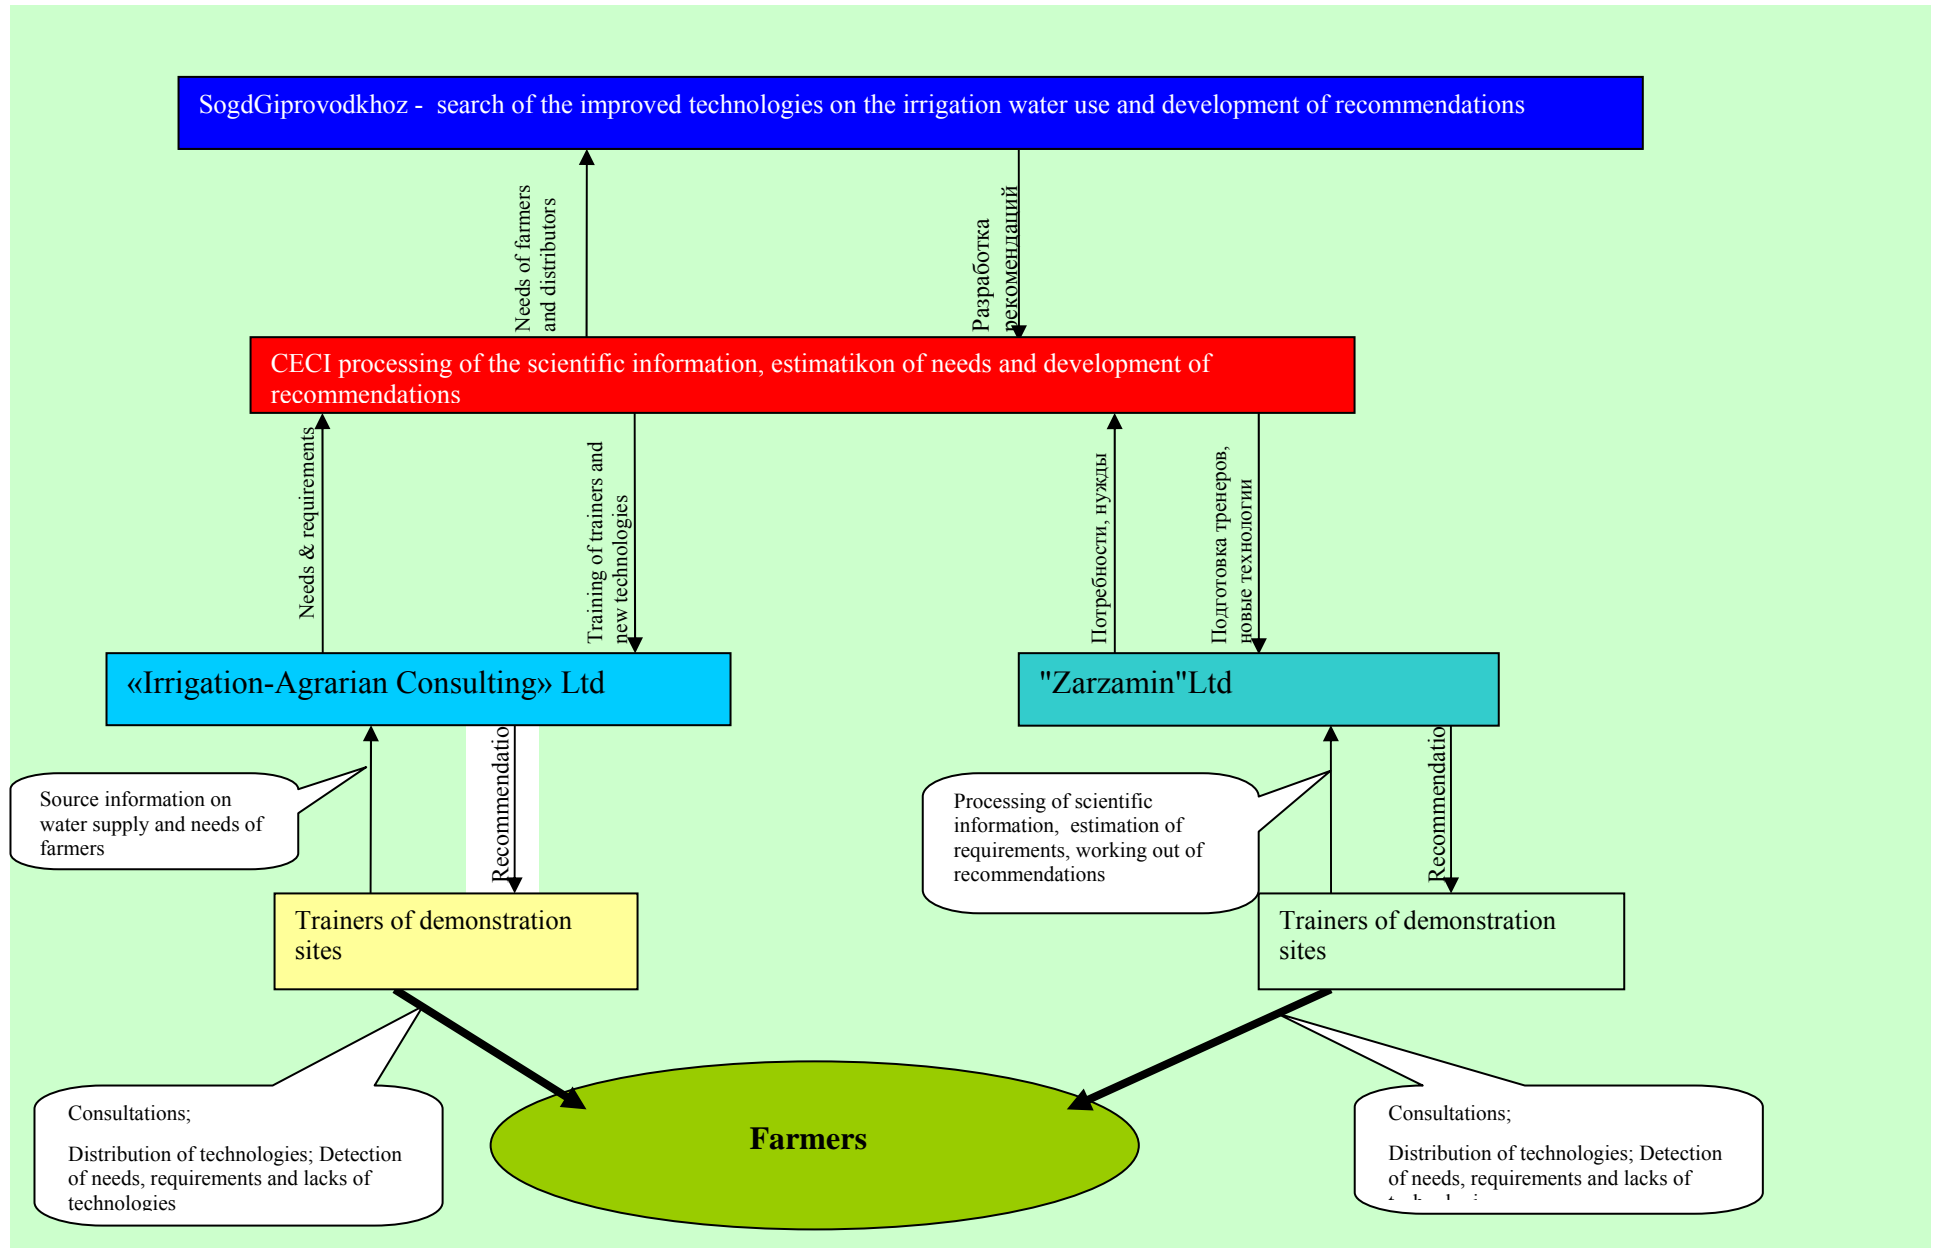 SogdGiprovodkhoz - search of the improved technologies on the irrigation water use and development of recommendations
Needs of farmers
and distributors
Разработка
рекомендаций
CECI processing of the scientific information, estimatikon of needs and development of
recommendations
Needs & requirements
Training of trainers and
new technologies
Потребности, нужды
Подготовка тренеров,
новые технологии
«Irrigation-Agrarian Consulting» Ltd
"Zarzamin"Ltd
Source information on
water supply and needs of
farmers
Recommendatio
Processing of scientific
information, estimation of
requirements, working out of
recommendations
Recommendatio
Trainers of demonstration
sites
Trainers of demonstration
sites
Consultations;
Distribution of technologies; Detection
of needs, requirements and lacks of
technologies
Farmers
Consultations;
Distribution of technologies; Detection
of needs, requirements and lacks of